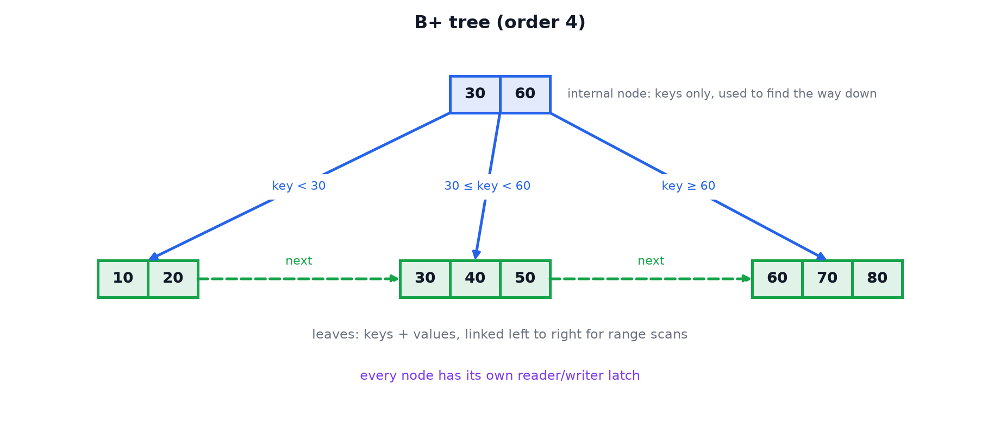 B+ tree (order 4)
30 60
internal node: keys only, used to find the way down
key < 30
30 ≤ key < 60
key ≥ 60
next
next
10 20
30 40 50
60 70 80
leaves: keys + values, linked left to right for range scans
every node has its own reader/writer latch